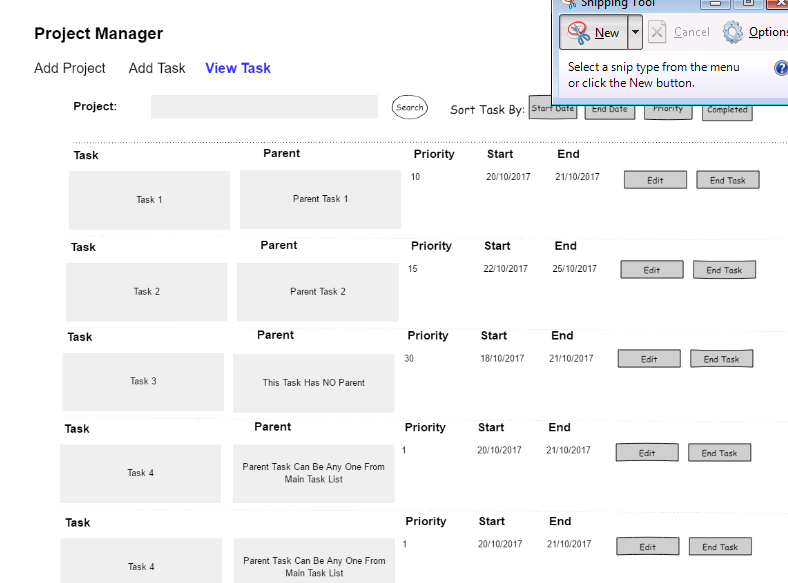 Snipping Tool
New Cancel Options
Select a snip type from the menu
or click the New button.
Project Manager
Add Project Add Task View Task
Project: Search Sort Task By: Start Date End Date Priority Completed
Task Parent Priority Start End
Task 1 Parent Task 1 10 20/10/2017 21/10/2017 Edit End Task
Task Parent Priority Start End
Task 2 Parent Task 2 15 22/10/2017 25/10/2017 Edit End Task
Task Parent Priority Start End
Task 3 This Task Has NO Parent 30 18/10/2017 21/10/2017 Edit End Task
Task Parent Priority Start End
Task 4 Parent Task Can Be Any One From
Main Task List 1 20/10/2017 21/10/2017 Edit End Task
Task Priority Start End
Task 4 Parent Task Can Be Any One From
Main Task List 1 20/10/2017 21/10/2017 Edit End Task